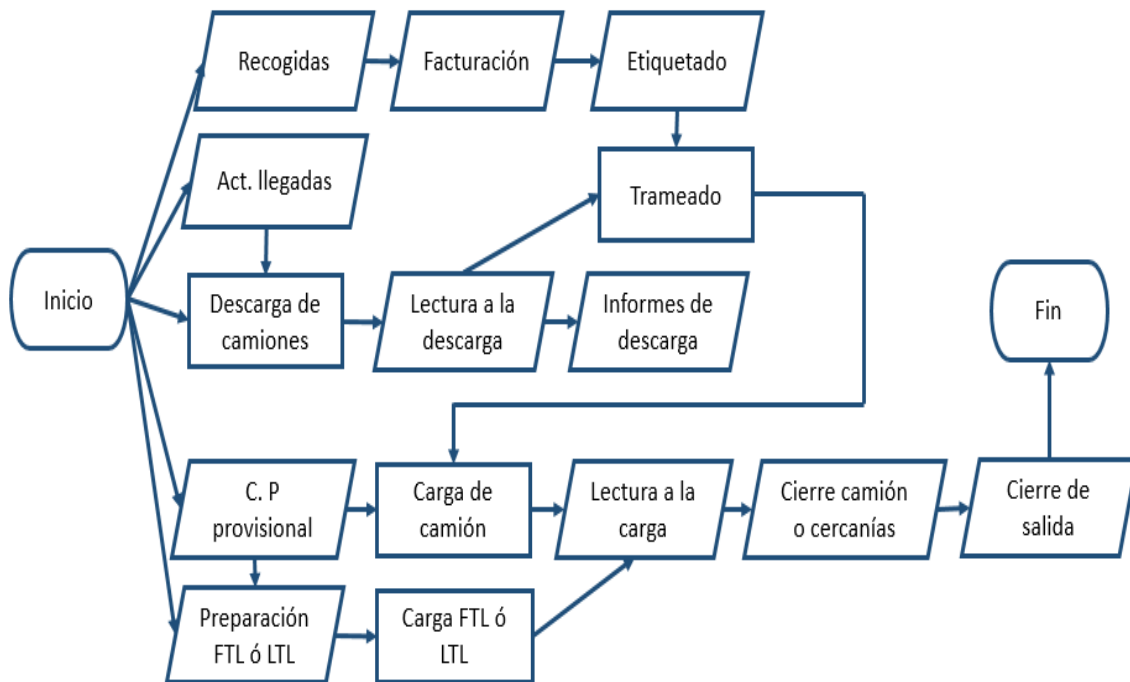 Recogidas
Facturación
Etiquetado
Act. llegadas
Trameado
Inicio
Descarga de
camiones
Lectura a la
descarga
Informes de
descarga
Fin
C. P
provisional
Carga de
camión
Lectura a la
carga
Cierre camión
o cercanías
Cierre de
salida
Preparación
FTL ó LTL
Carga FTL ó
LTL